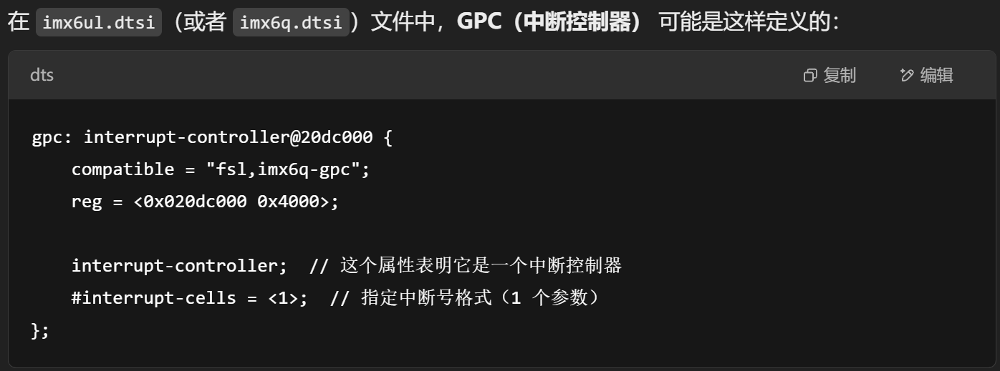 在 imx6ul.dtsi（或者 imx6q.dtsi）文件中，GPC（中断控制器） 可能是这样定义的：
dts
复制
编辑
gpc: interrupt-controller@20dc000 {
    compatible = "fsl,imx6q-gpc";
    reg = <0x020dc000 0x4000>;
    interrupt-controller;  // 这个属性表明它是一个中断控制器
    #interrupt-cells = <1>;  // 指定中断号格式（1 个参数）
};